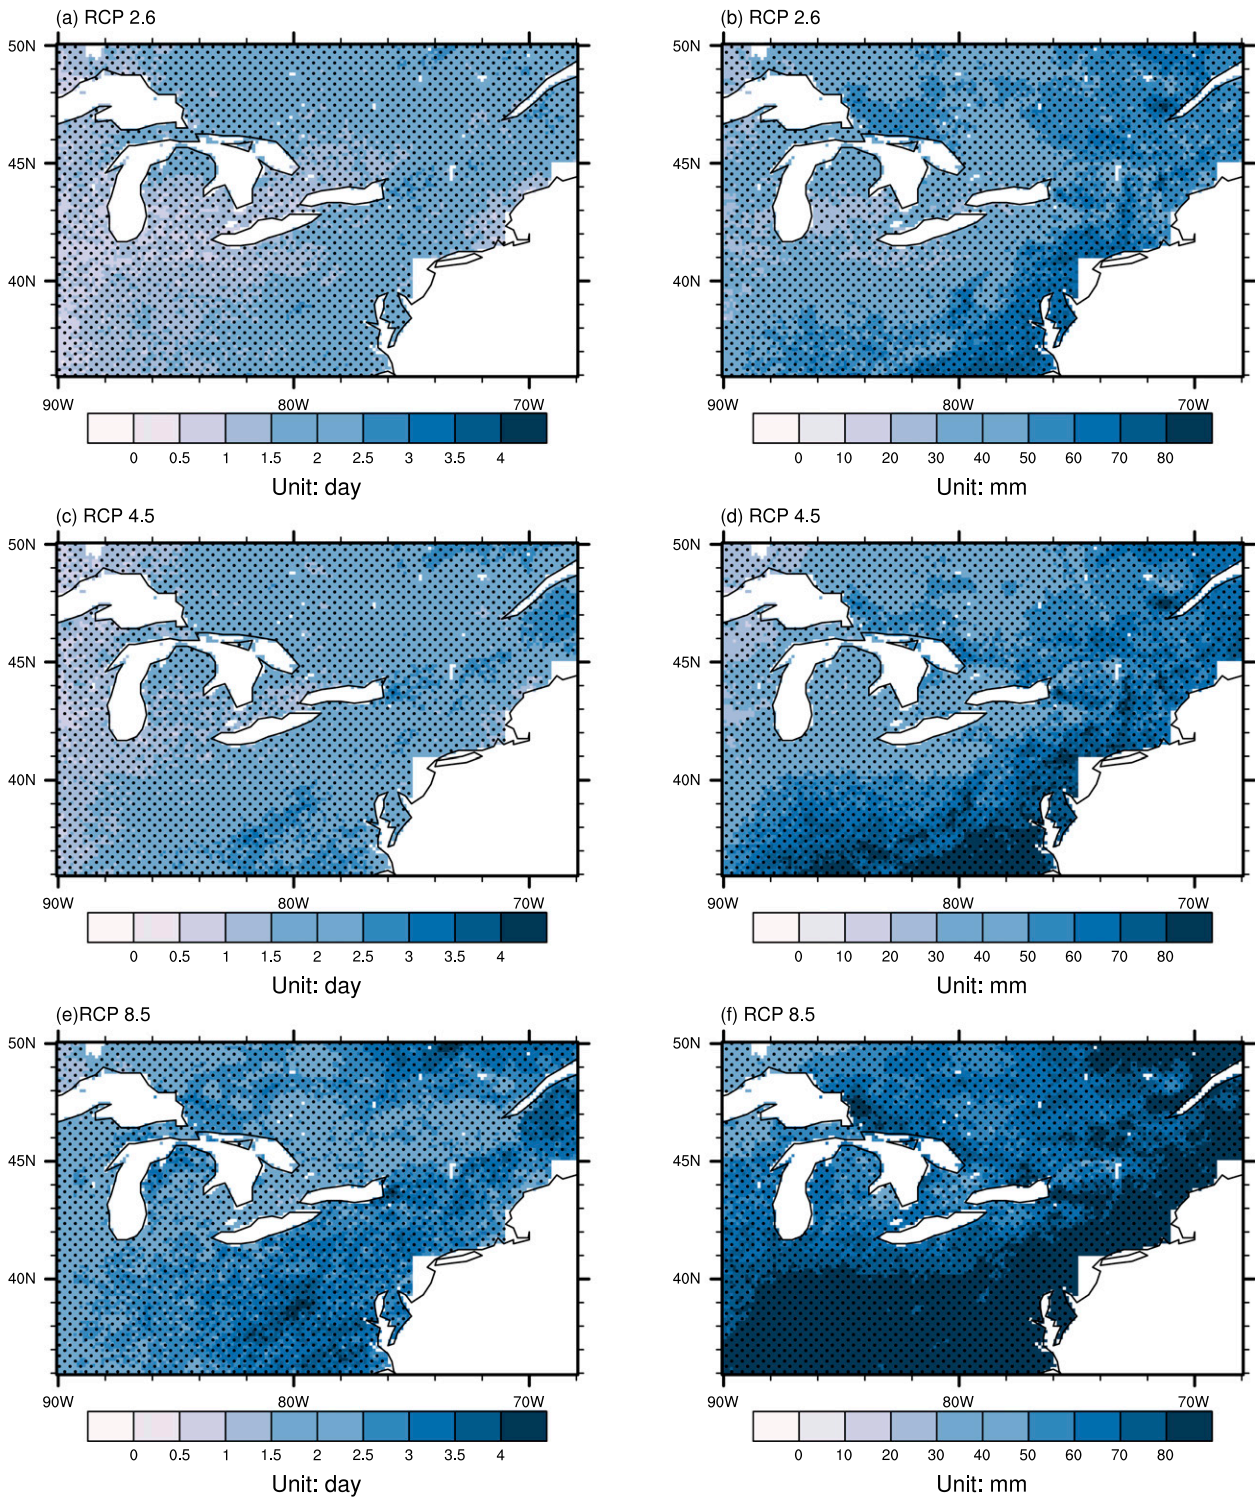 (a) RCP 2.6
50N
45N
40N
90W 80W 70W
0 0.5 1 1.5 2 2.5 3 3.5 4
Unit: day
(b) RCP 2.6
50N
45N
40N
90W 80W 70W
0 10 20 30 40 50 60 70 80
Unit: mm
(c) RCP 4.5
50N
45N
40N
90W 80W 70W
0 0.5 1 1.5 2 2.5 3 3.5 4
Unit: day
(d) RCP 4.5
50N
45N
40N
90W 80W 70W
0 10 20 30 40 50 60 70 80
Unit: mm
(e)RCP 8.5
50N
45N
40N
90W 80W 70W
0 0.5 1 1.5 2 2.5 3 3.5 4
Unit: day
(f) RCP 8.5
50N
45N
40N
90W 80W 70W
0 10 20 30 40 50 60 70 80
Unit: mm